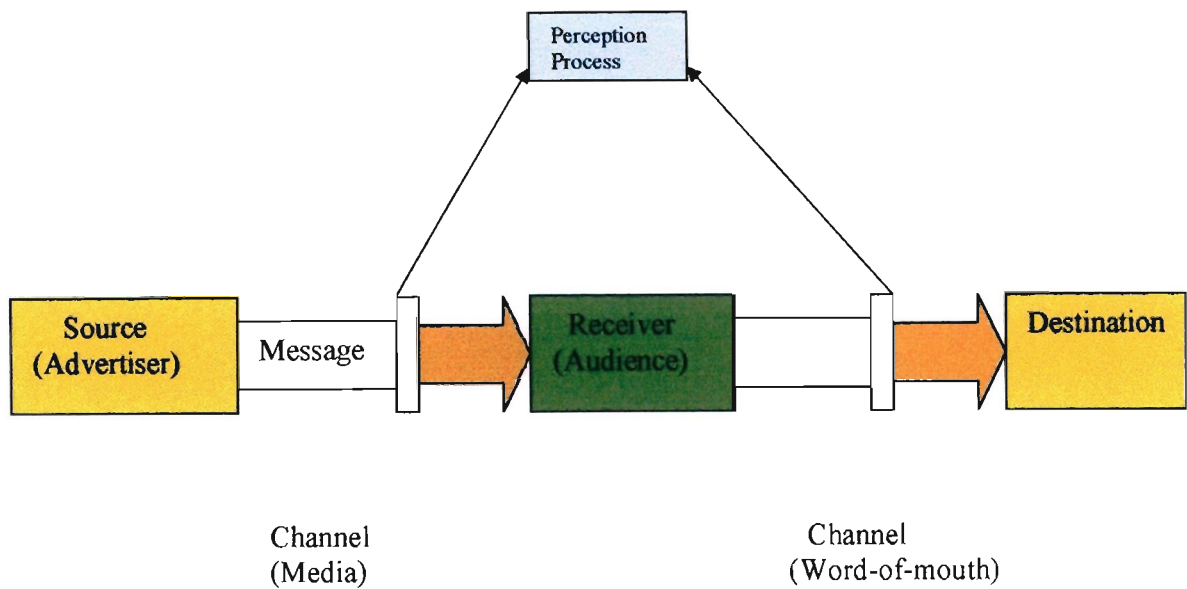 Perception
Process
Source
(Advertiser)
Message
Receiver
(Audience)
Destination
Channel
(Media)
Channel
(Word-of-mouth)